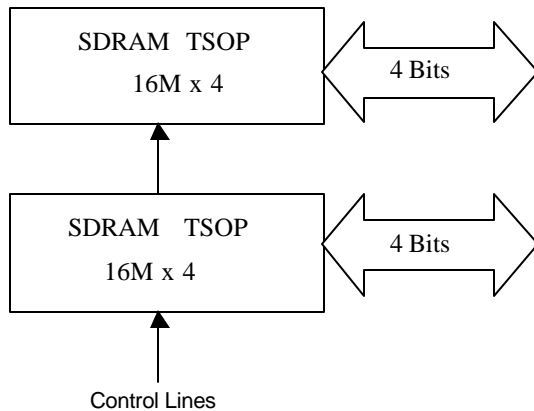 SDRAM TSOP
16M x 4
4 Bits
SDRAM TSOP
16M x 4
4 Bits
Control Lines